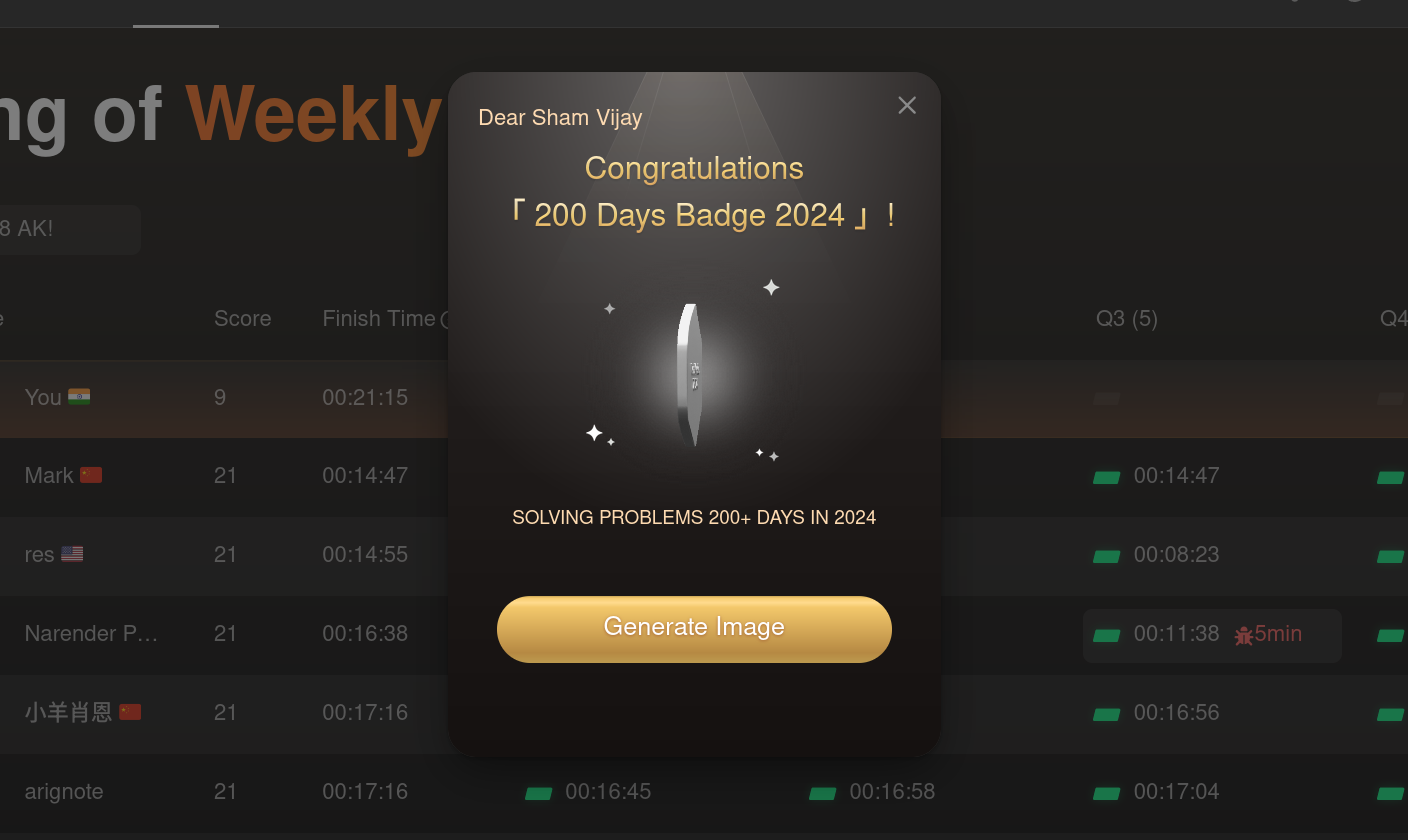 ng of Weekly
8 AK!
Dear Sham Vijay
Congratulations
「 200 Days Badge 2024 」 !
SOLVING PROBLEMS 200+ DAYS IN 2024
Generate Image
Score Finish Time Q3 (5) Q4
You 9 00:21:15
Mark 21 00:14:47 00:14:47
res 21 00:14:55 00:08:23
Narender P… 21 00:16:38 00:11:38 5min
小羊肖恩 21 00:17:16 00:16:56
arignote 21 00:17:16 00:16:45 00:16:58 00:17:04